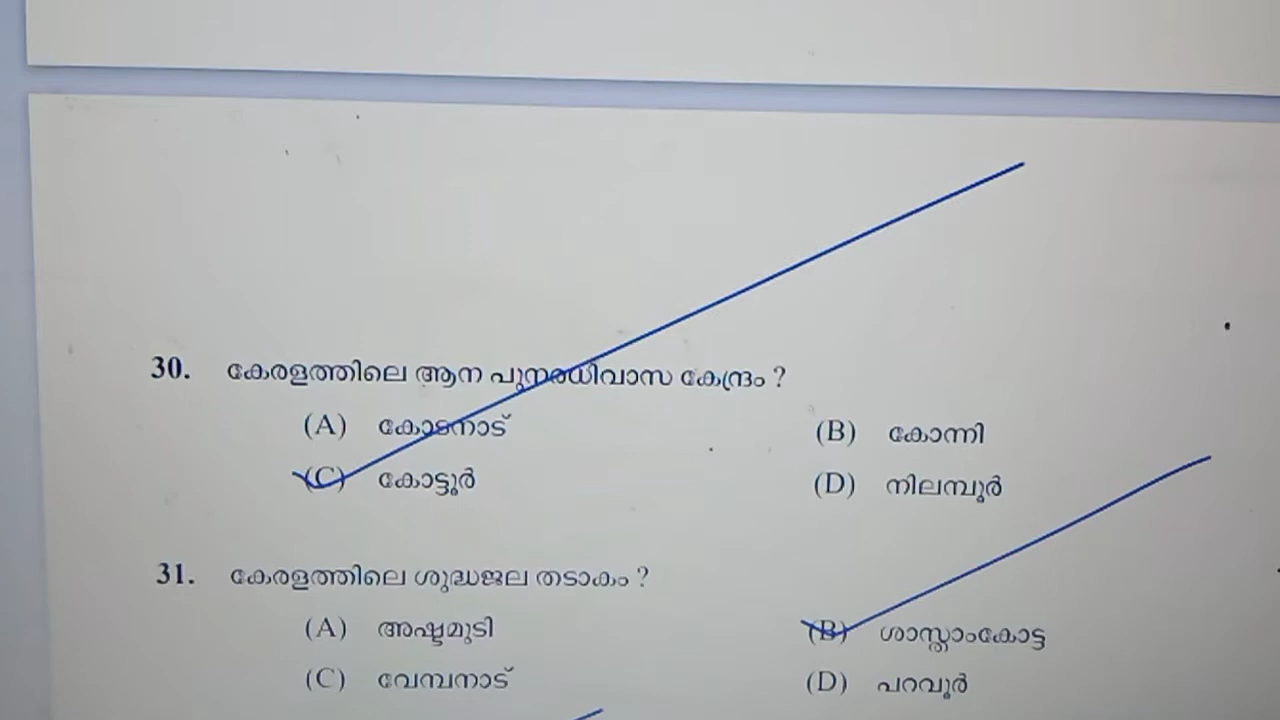 30. കേരളത്തിലെ ആന പുനരധിവാസ കേന്ദ്രം ?
(A) കോടനാട് (B) കോന്നി
(C) കോട്ടൂർ (D) നിലമ്പൂർ
31. കേരളത്തിലെ ശുദ്ധജല തടാകം ?
(A) അഷ്ടമുടി (B) ശാസ്താംകോട്ട
(C) വേമ്പനാട് (D) പറവൂർ